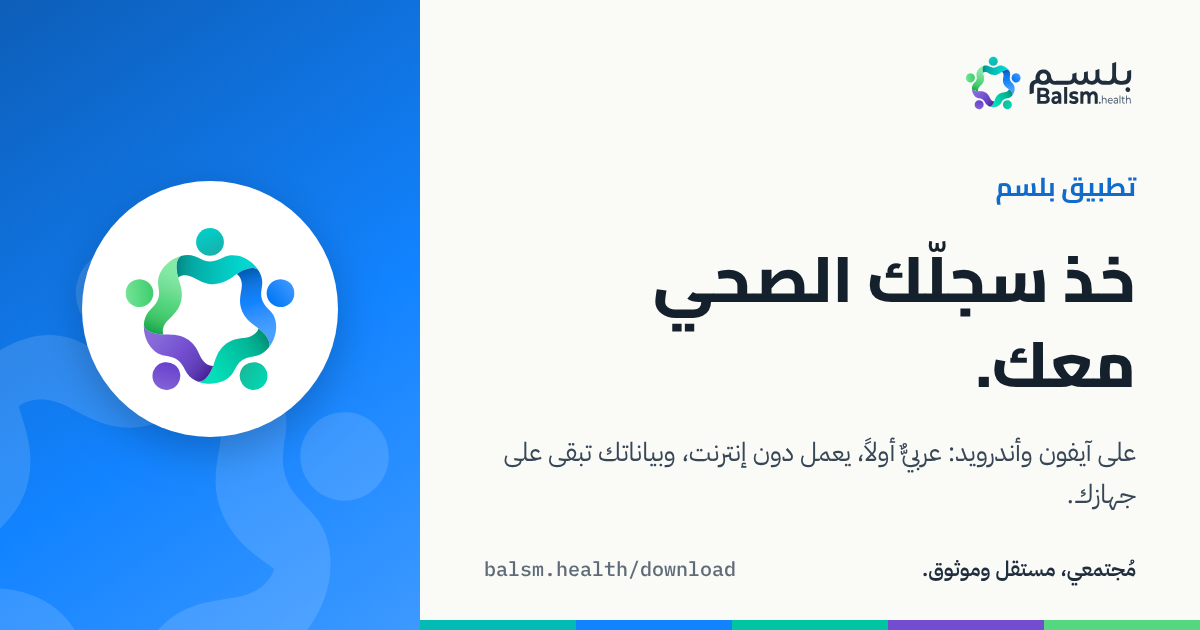 بلسم
Balsm.health
تطبيق بلسم
خذ سجلّك الصحي
معك.
على آيفون وأندرويد: عربيٌّ أولاً، يعمل دون إنترنت، وبياناتك تبقى على
جهازك.
مُجتمعي، مستقل وموثوق.
balsm.health/download